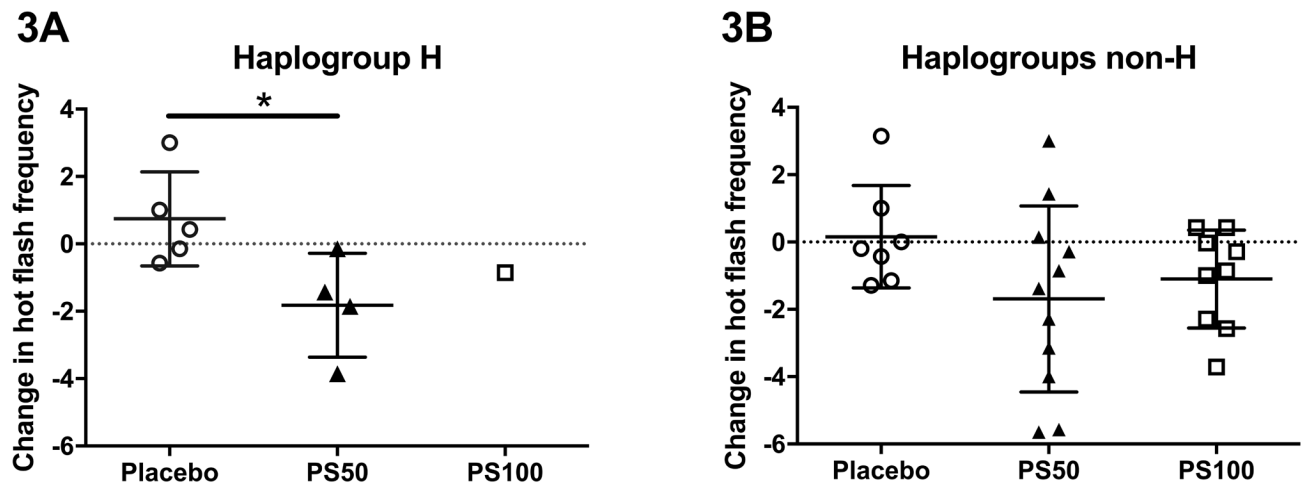 3A
Haplogroup H
Change in hot flash frequency
4
2
0
-2
-4
-6
*
Placebo PS50 PS100
3B
Haplogroups non-H
Change in hot flash frequency
4
2
0
-2
-4
-6
Placebo PS50 PS100